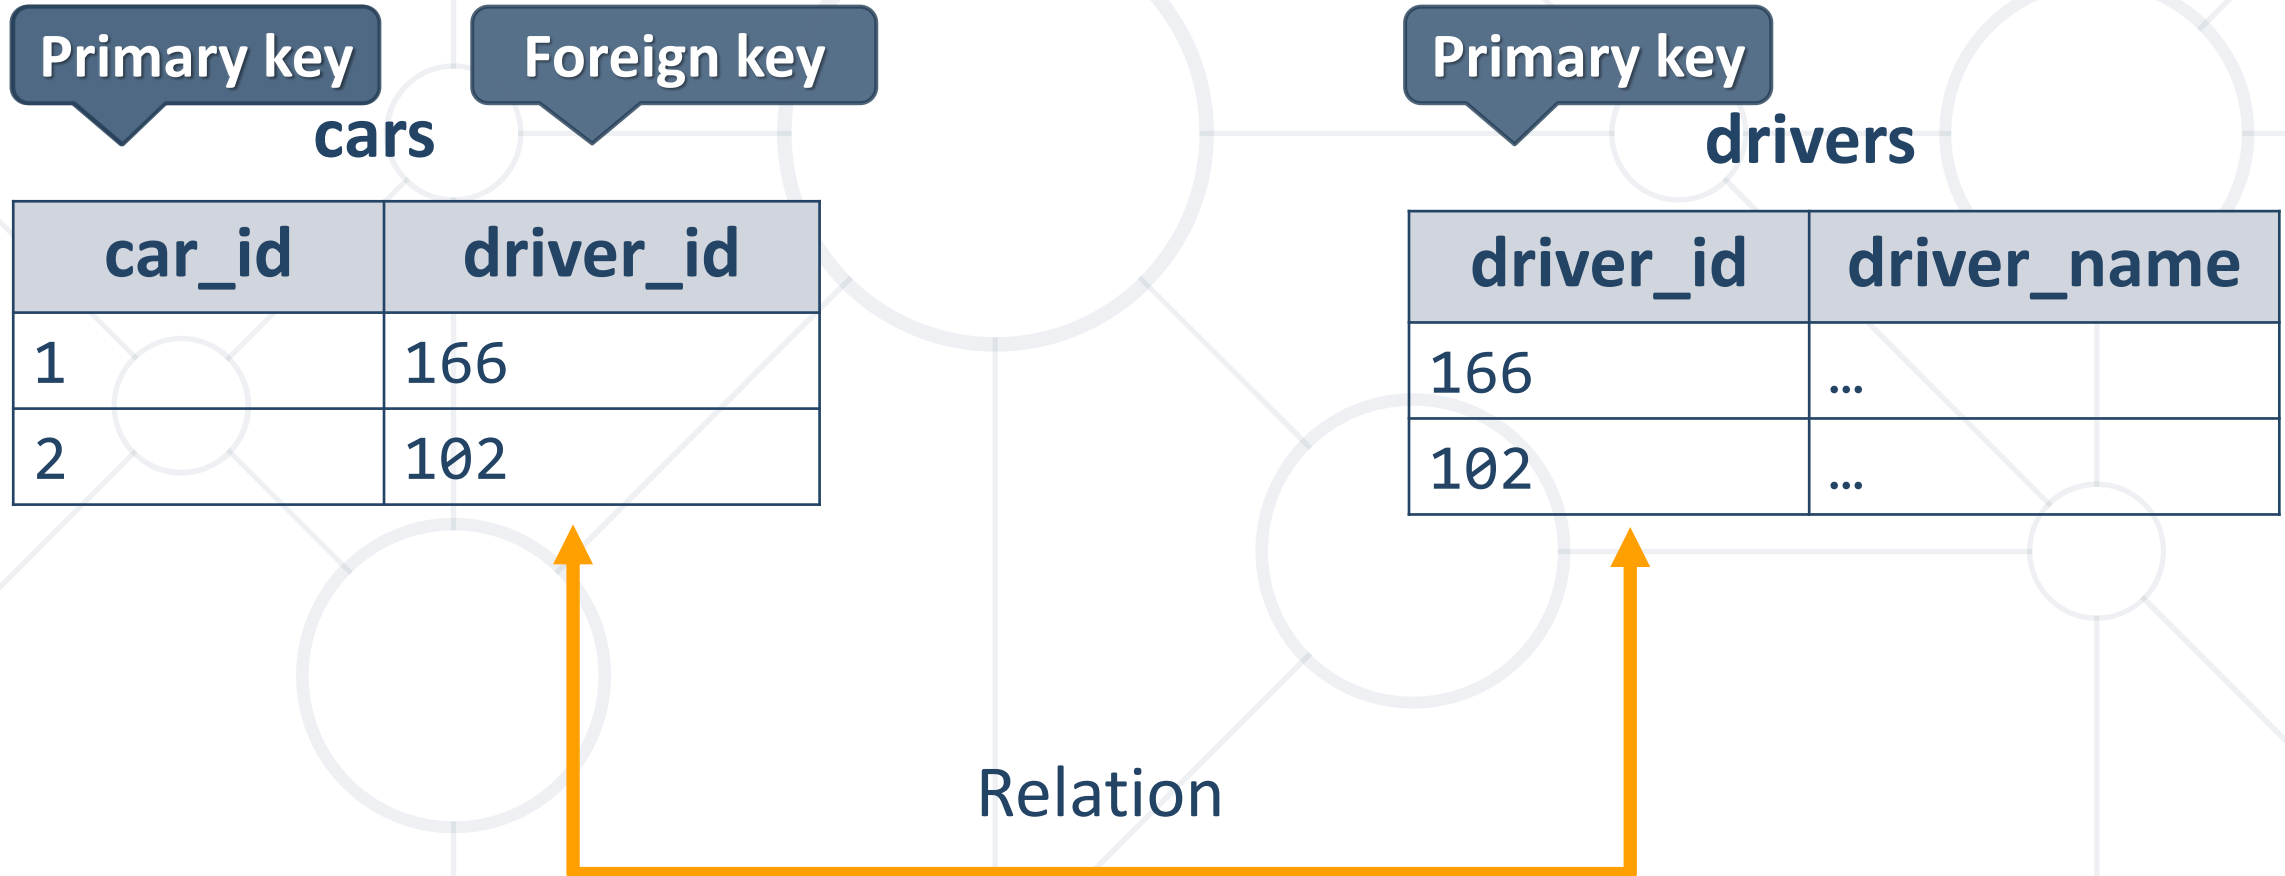 Primary key Foreign key Primary key
cars drivers
car_id driver_id driver_id driver_name
1 166 166 …
2 102 102 …
Relation